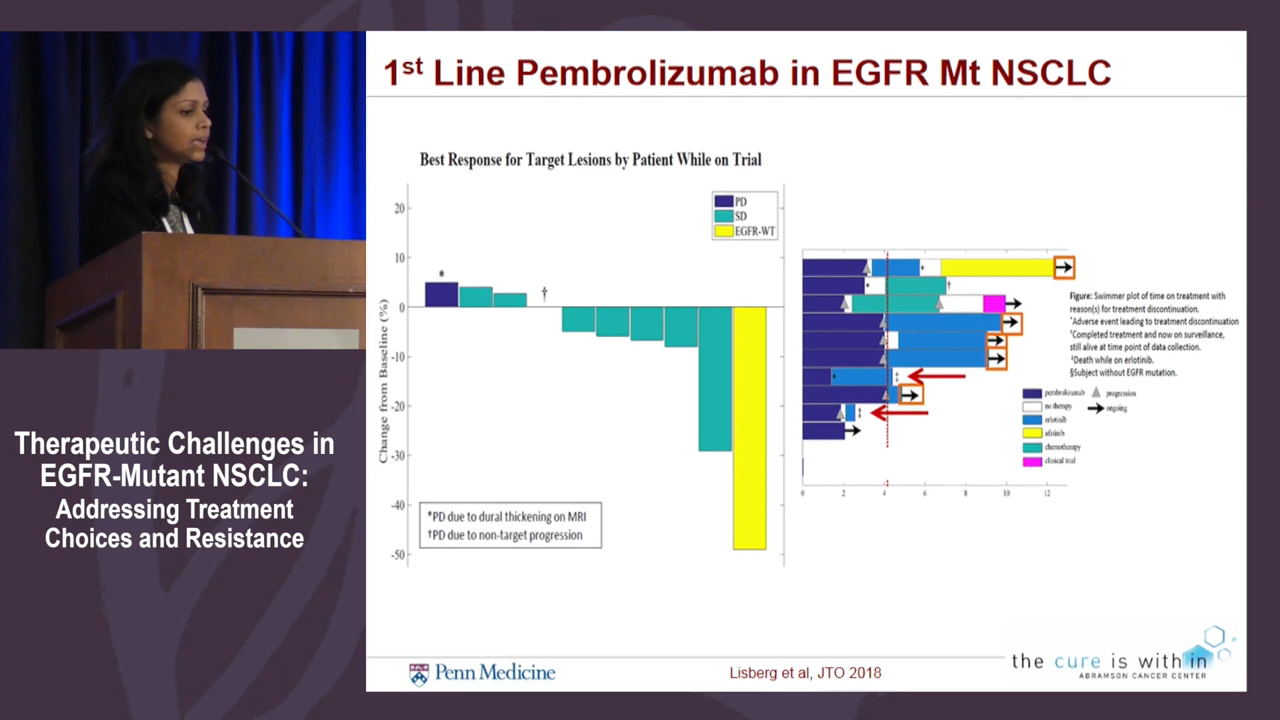 1st Line Pembrolizumab in EGFR Mt NSCLC
Best Response for Target Lesions by Patient While on Trial
PD
SD
EGFR-WT
Change from Baseline (%)
20
10
0
-10
-20
-30
-40
-50
*
†
*PD due to dural thickening on MRI
†PD due to non-target progression
Figure: Swimmer plot of time on treatment with
reason(s) for treatment discontinuation.
*Adverse event leading to treatment discontinuation
†Completed treatment and now on surveillance,
still alive at time point of data collection.
‡Death while on erlotinib.
§Subject without EGFR mutation.
pembrolizumab
progression
no therapy
ongoing
erlotinib
afatinib
chemotherapy
clinical trial
0 2 4 6 8 10 12
Therapeutic Challenges in
EGFR-Mutant NSCLC:
Addressing Treatment
Choices and Resistance
Penn Medicine
Lisberg et al, JTO 2018
the cure is within
ABRAMSON CANCER CENTER